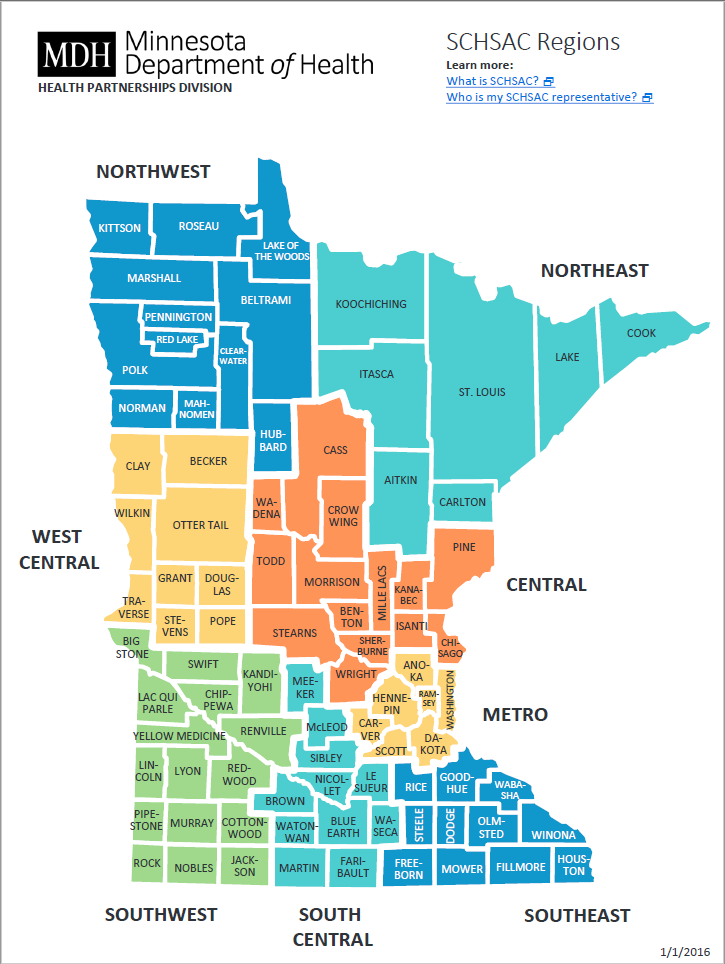 MDH
Minnesota
Department of Health
HEALTH PARTNERSHIPS DIVISION
SCHSAC Regions
Learn more:
What is SCHSAC?
Who is my SCHSAC representative?
NORTHWEST
KITTSON
ROSEAU
LAKE OF
THE WOODS
MARSHALL
BELTRAMI
PENNINGTON
RED LAKE
CLEAR-
WATER
POLK
NORMAN
MAH-
NOMEN
HUB-
BARD
NORTHEAST
KOOCHICHING
ITASCA
ST. LOUIS
LAKE
COOK
AITKIN
CARLTON
WEST
CENTRAL
CLAY
BECKER
WILKIN
OTTER TAIL
GRANT
DOUG-
LAS
TRA-
VERSE
STE-
VENS
POPE
CENTRAL
CASS
WA-
DENA
CROW
WING
TODD
MORRISON
MILLE LACS
KANA-
BEC
PINE
BEN-
TON
ISANTI
STEARNS
SHER-
BURNE
CHI-
SAGO
WRIGHT
METRO
ANO-
KA
HENNE-
PIN
RAM-
SEY
WASHINGTON
CAR-
VER
SCOTT
DA-
KOTA
BIG
STONE
SWIFT
KANDI-
YOHI
LAC QUI
PARLE
CHIP-
PEWA
YELLOW MEDICINE
RENVILLE
LIN-
COLN
LYON
RED-
WOOD
PIPE-
STONE
MURRAY
COTTON-
WOOD
ROCK
NOBLES
JACK-
SON
SOUTHWEST
MEE-
KER
McLEOD
SIBLEY
NICOL-
LET
LE
SUEUR
BROWN
WATON-
WAN
BLUE
EARTH
WA-
SECA
MARTIN
FARI-
BAULT
SOUTH
CENTRAL
RICE
GOOD-
HUE
WABA-
SHA
STEELE
DODGE
OLM-
STED
WINONA
FREE-
BORN
MOWER
FILLMORE
HOUS-
TON
SOUTHEAST
1/1/2016